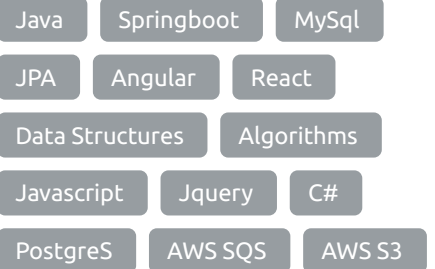 Java Springboot MySql
JPA Angular React
Data Structures Algorithms
Javascript Jquery C#
PostgreS AWS SQS AWS S3